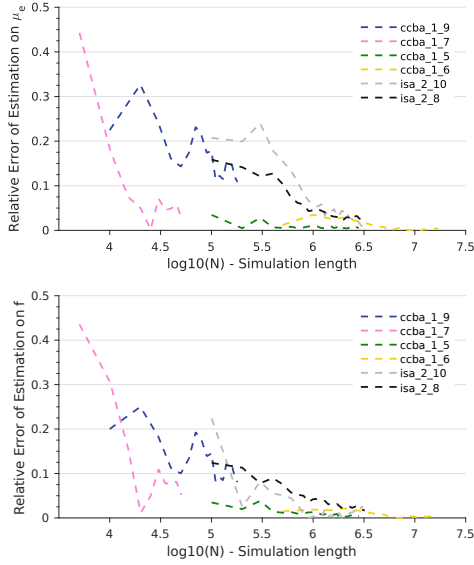 Relative Error of Estimation on μe
0.5
0.4
0.3
0.2
0.1
0
ccba_1_9
ccba_1_7
ccba_1_5
ccba_1_6
isa_2_10
isa_2_8
4 4.5 5 5.5 6 6.5 7 7.5
log10(N) - Simulation length
Relative Error of Estimation on f
0.5
0.4
0.3
0.2
0.1
0
ccba_1_9
ccba_1_7
ccba_1_5
ccba_1_6
isa_2_10
isa_2_8
4 4.5 5 5.5 6 6.5 7 7.5
log10(N) - Simulation length